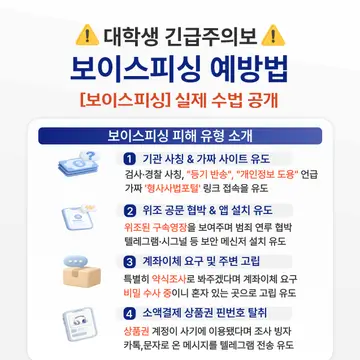 대학생 긴급주의보
보이스피싱 예방법
[보이스피싱] 실제 수법 공개
보이스피싱 피해 유형 소개
1 기관 사칭 & 가짜 사이트 유도
검사·경찰 사칭, "등기 반송", "개인정보 도용" 언급
가짜 '형사사법포털' 링크 접속을 유도
2 위조 공문 협박 & 앱 설치 유도
위조된 구속영장을 보여주며 범죄 연루 협박
텔레그램·시그널 등 보안 메신저 설치 유도
3 계좌이체 요구 및 주변 고립
특별히 약식조사로 봐주겠다며 계좌이체 요구
비밀 수사 중이니 혼자 있는 곳으로 고립 유도
4 소액결제 상품권 핀번호 탈취
상품권 계정이 사기에 이용됐다며 조사 빙자
카톡,문자로 온 메시지를 텔레그램 전송 유도